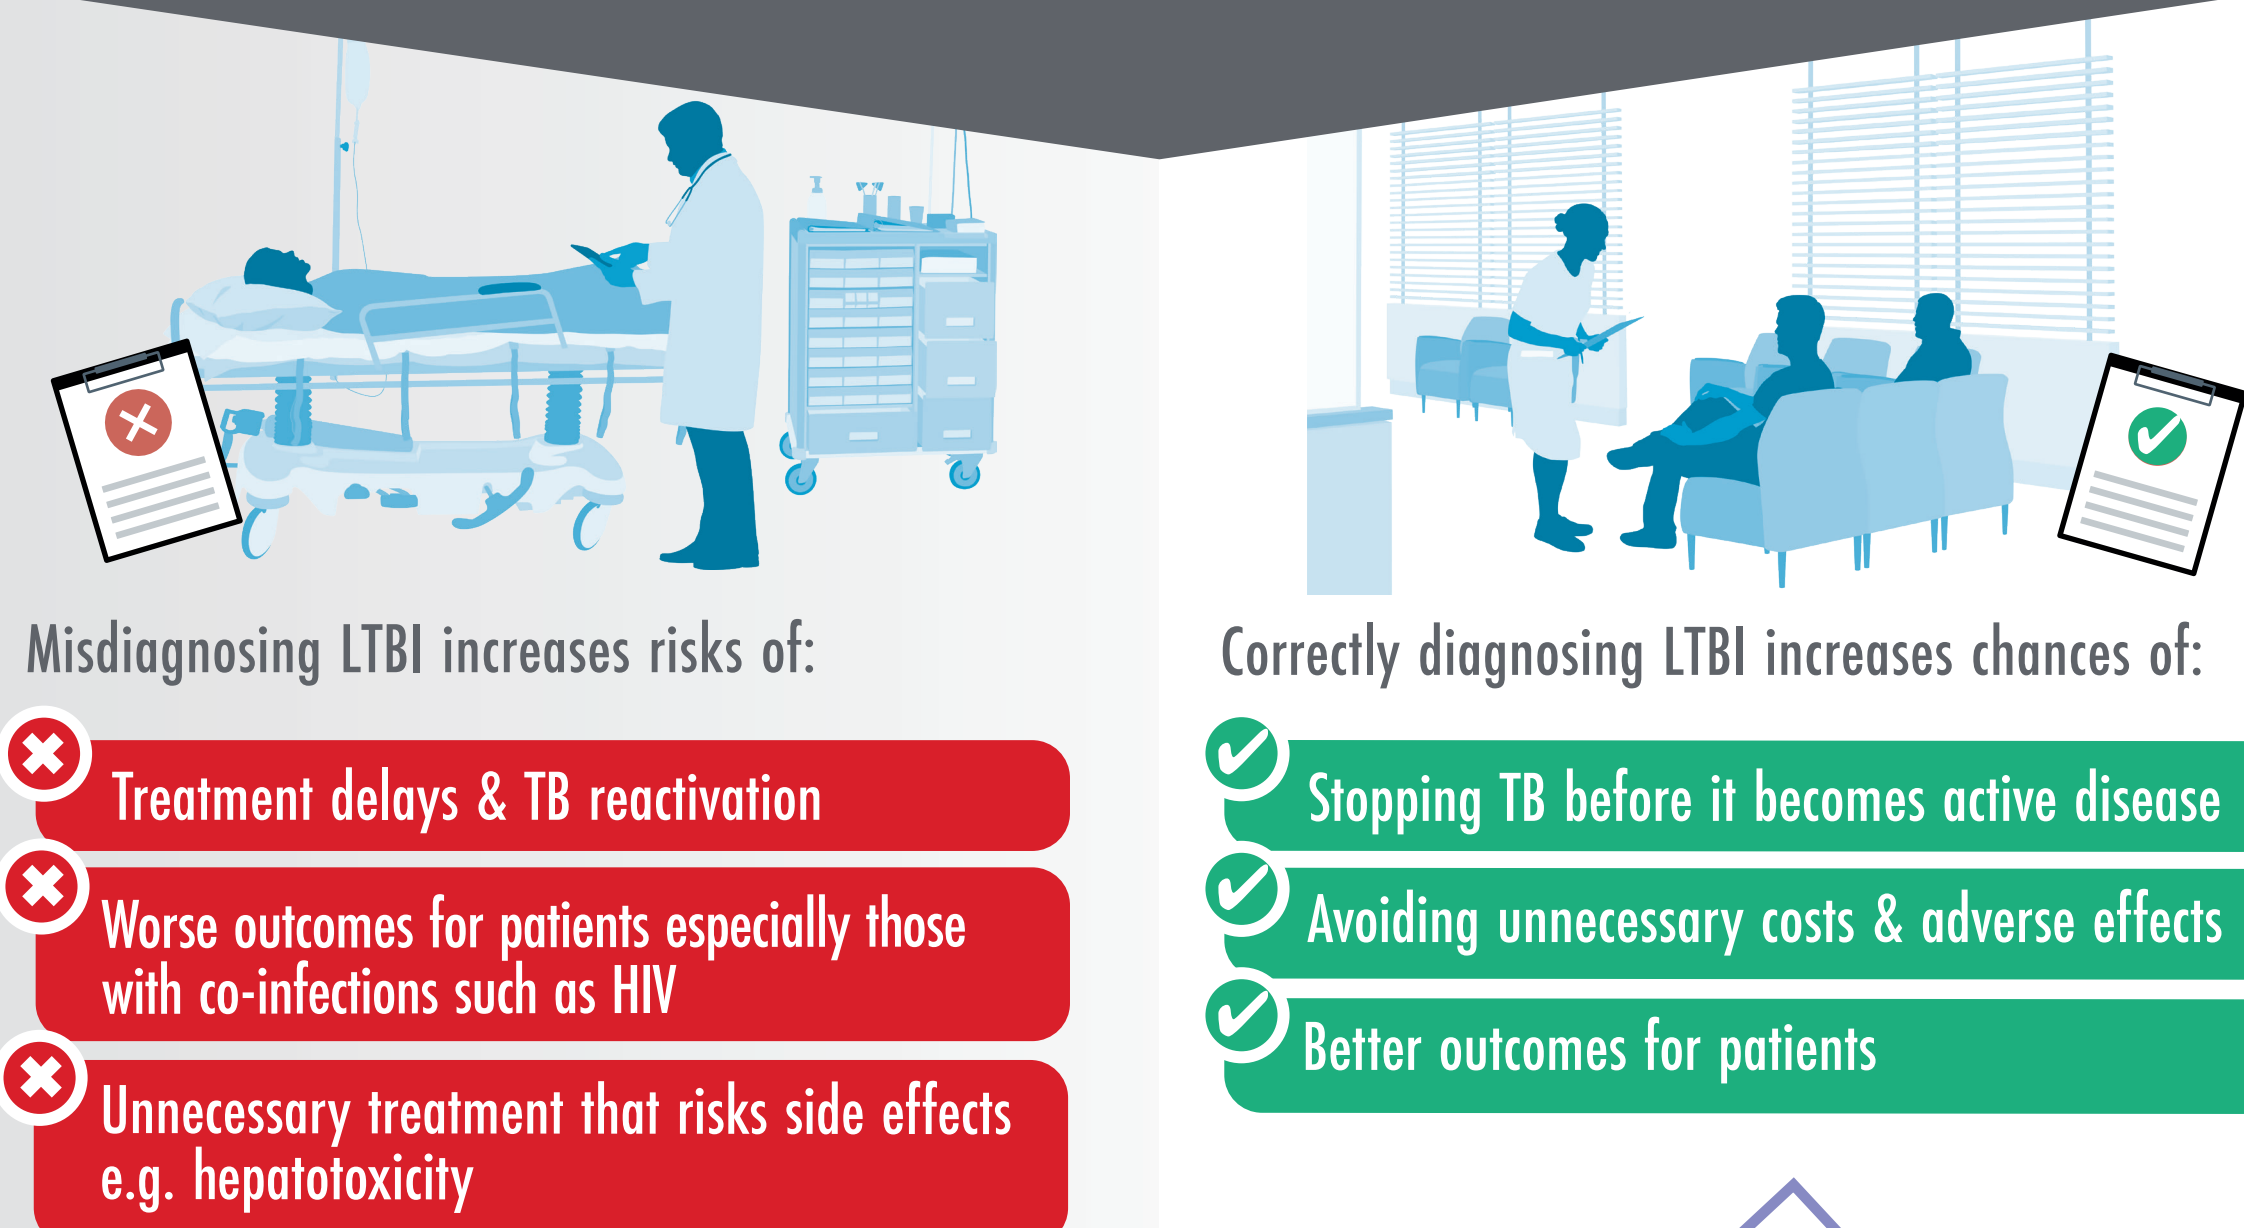 Misdiagnosing LTBI increases risks of:
Treatment delays & TB reactivation
Worse outcomes for patients especially those
with co-infections such as HIV
Unnecessary treatment that risks side effects
e.g. hepatotoxicity
Correctly diagnosing LTBI increases chances of:
Stopping TB before it becomes active disease
Avoiding unnecessary costs & adverse effects
Better outcomes for patients